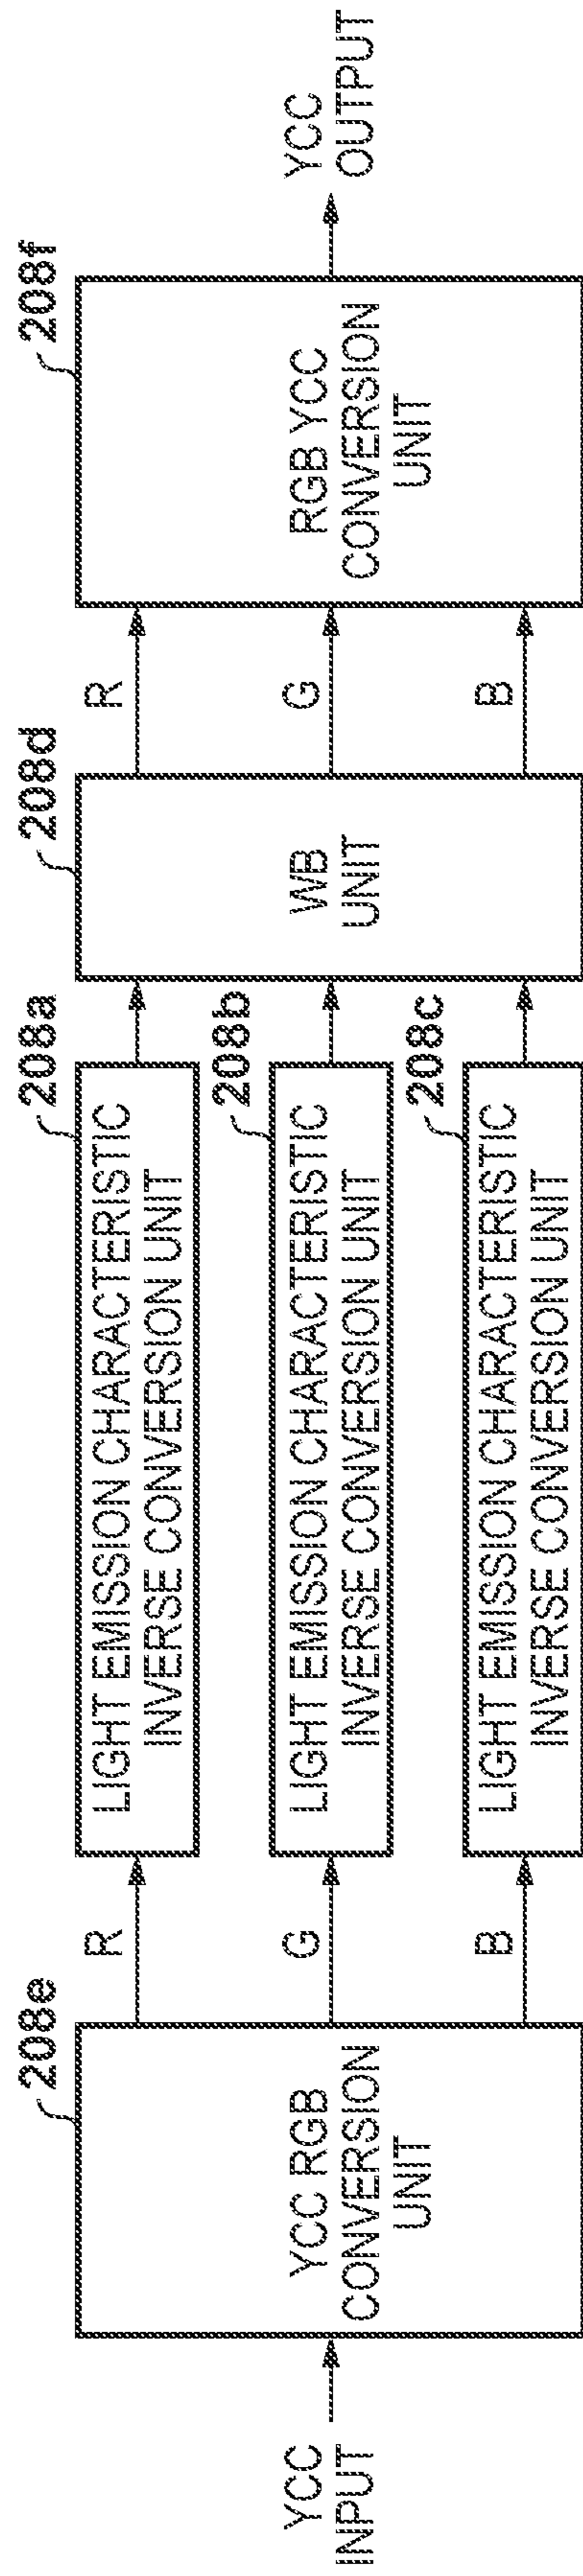 YCC
INPUT
208e
YCC RGB
CONVERSION
UNIT
R
G
B
208a
LIGHT EMISSION CHARACTERISTIC
INVERSE CONVERSION UNIT
208b
LIGHT EMISSION CHARACTERISTIC
INVERSE CONVERSION UNIT
208c
LIGHT EMISSION CHARACTERISTIC
INVERSE CONVERSION UNIT
208d
WB
UNIT
R
G
B
208f
RGB YCC
CONVERSION
UNIT
YCC
OUTPUT